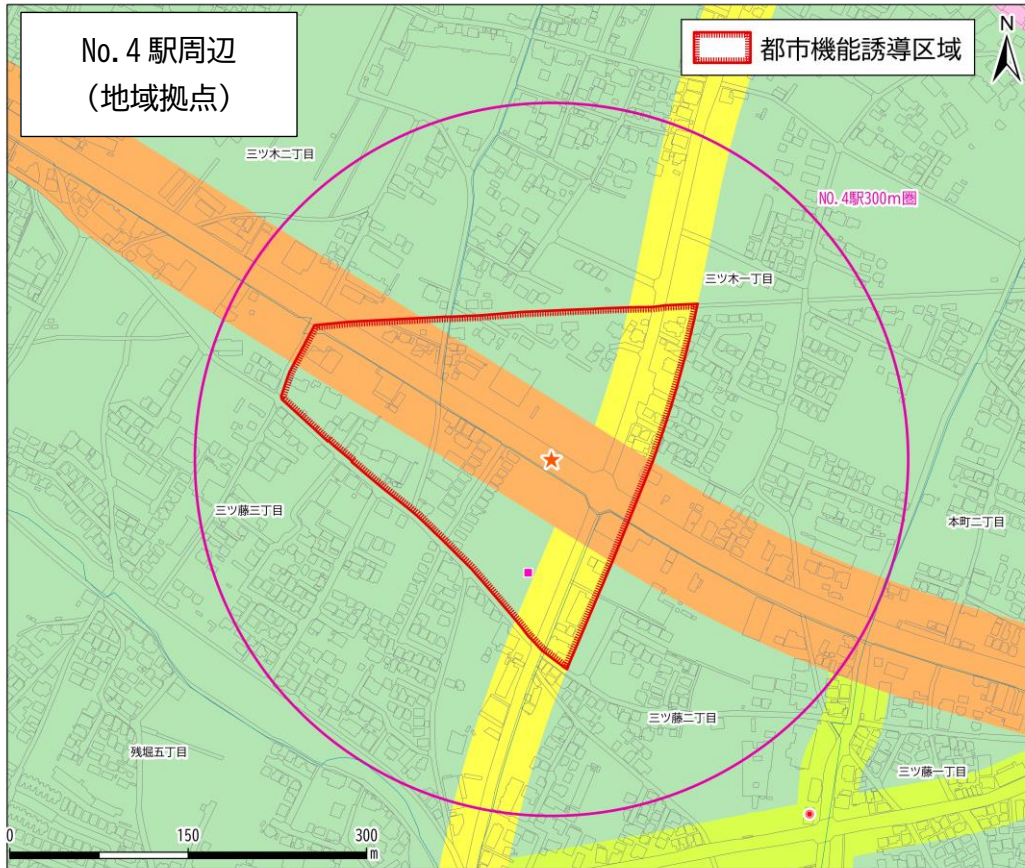 No.4駅周辺
（地域拠点）
都市機能誘導区域
N
三ツ木二丁目
NO.4駅300m圏
三ツ木一丁目
三ツ藤三丁目
本町二丁目
三ツ藤二丁目
残堀五丁目
三ツ藤一丁目
0 150 300
m